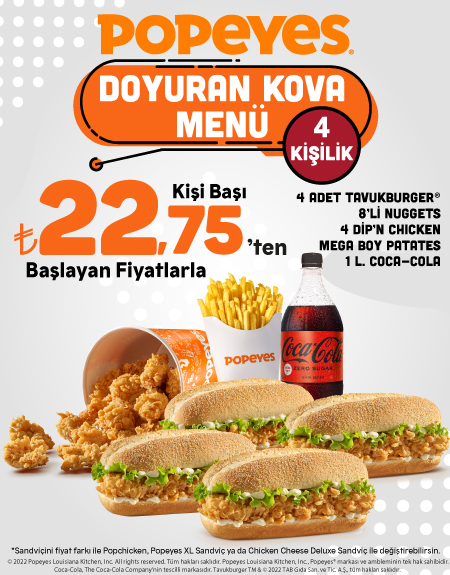 POPEYES®
DOYURAN KOVA
MENÜ
4
KİŞİLİK
Kişi Başı
₺22,75'ten
Başlayan Fiyatlarla
4 ADET TAVUKBURGER®
8'Lİ NUGGETS
4 DİP'N CHICKEN
MEGA BOY PATATES
1 L. COCA-COLA
POPEYES
Coca-Cola
ZERO SUGAR
*Sandviçini fiyat farkı ile Popchicken, Popeyes XL Sandviç ya da Chicken Cheese Deluxe Sandviç ile değiştirebilirsin.
© 2022 Popeyes Louisiana Kitchen, Inc. All rights reserved. Tüm hakları saklıdır. Popeyes Louisiana Kitchen, Inc., Popeyes® markası ve ambleminin tek hak sahibidir.
Coca-Cola, The Coca-Cola Company'nin tescilli markasıdır. Tavukburger TM & © 2022 TAB Gıda San. ve Tic. A.Ş., tüm hakları saklıdır.